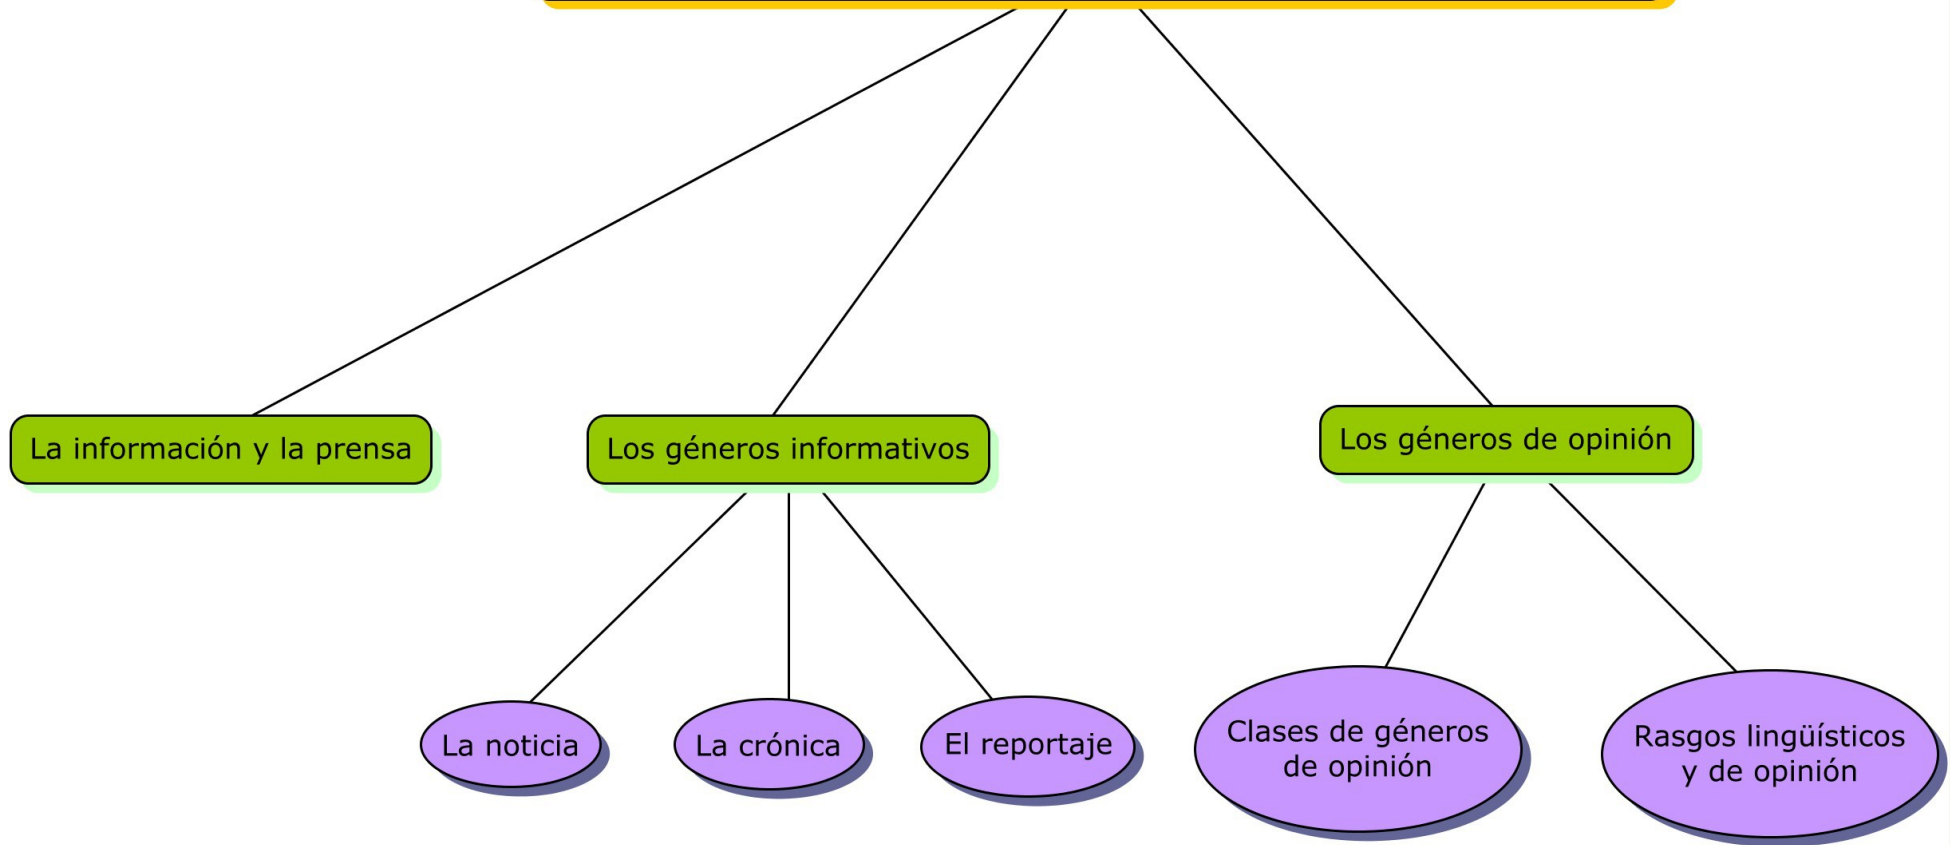 La información y la prensa
Los géneros informativos
Los géneros de opinión
La noticia
La crónica
El reportaje
Clases de géneros
de opinión
Rasgos lingüísticos
y de opinión